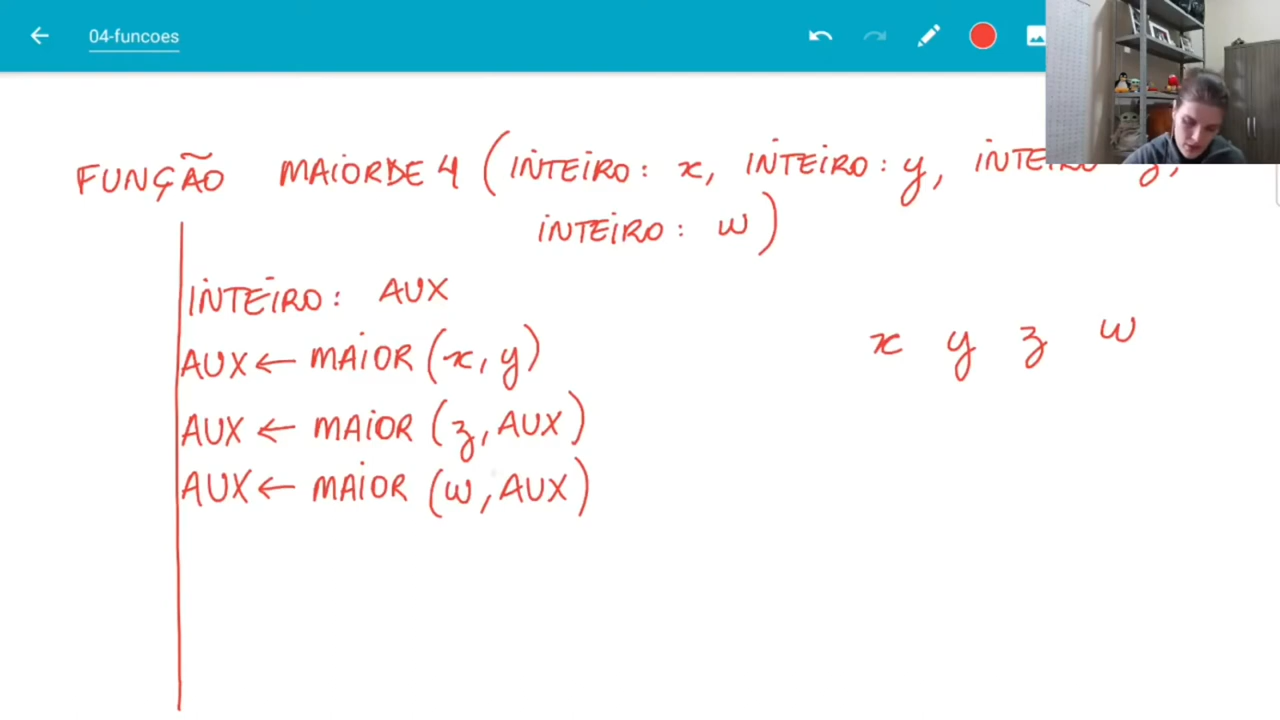 04-funcoes
FUNÇÃO MAIORDE4 (INTEIRO: x, INTEIRO: y,
INTEIRO: w)
INTEIRO: AUX
AUX ← MAIOR (x, y)
x y z w
AUX ← MAIOR (z, AUX)
AUX ← MAIOR (w, AUX)